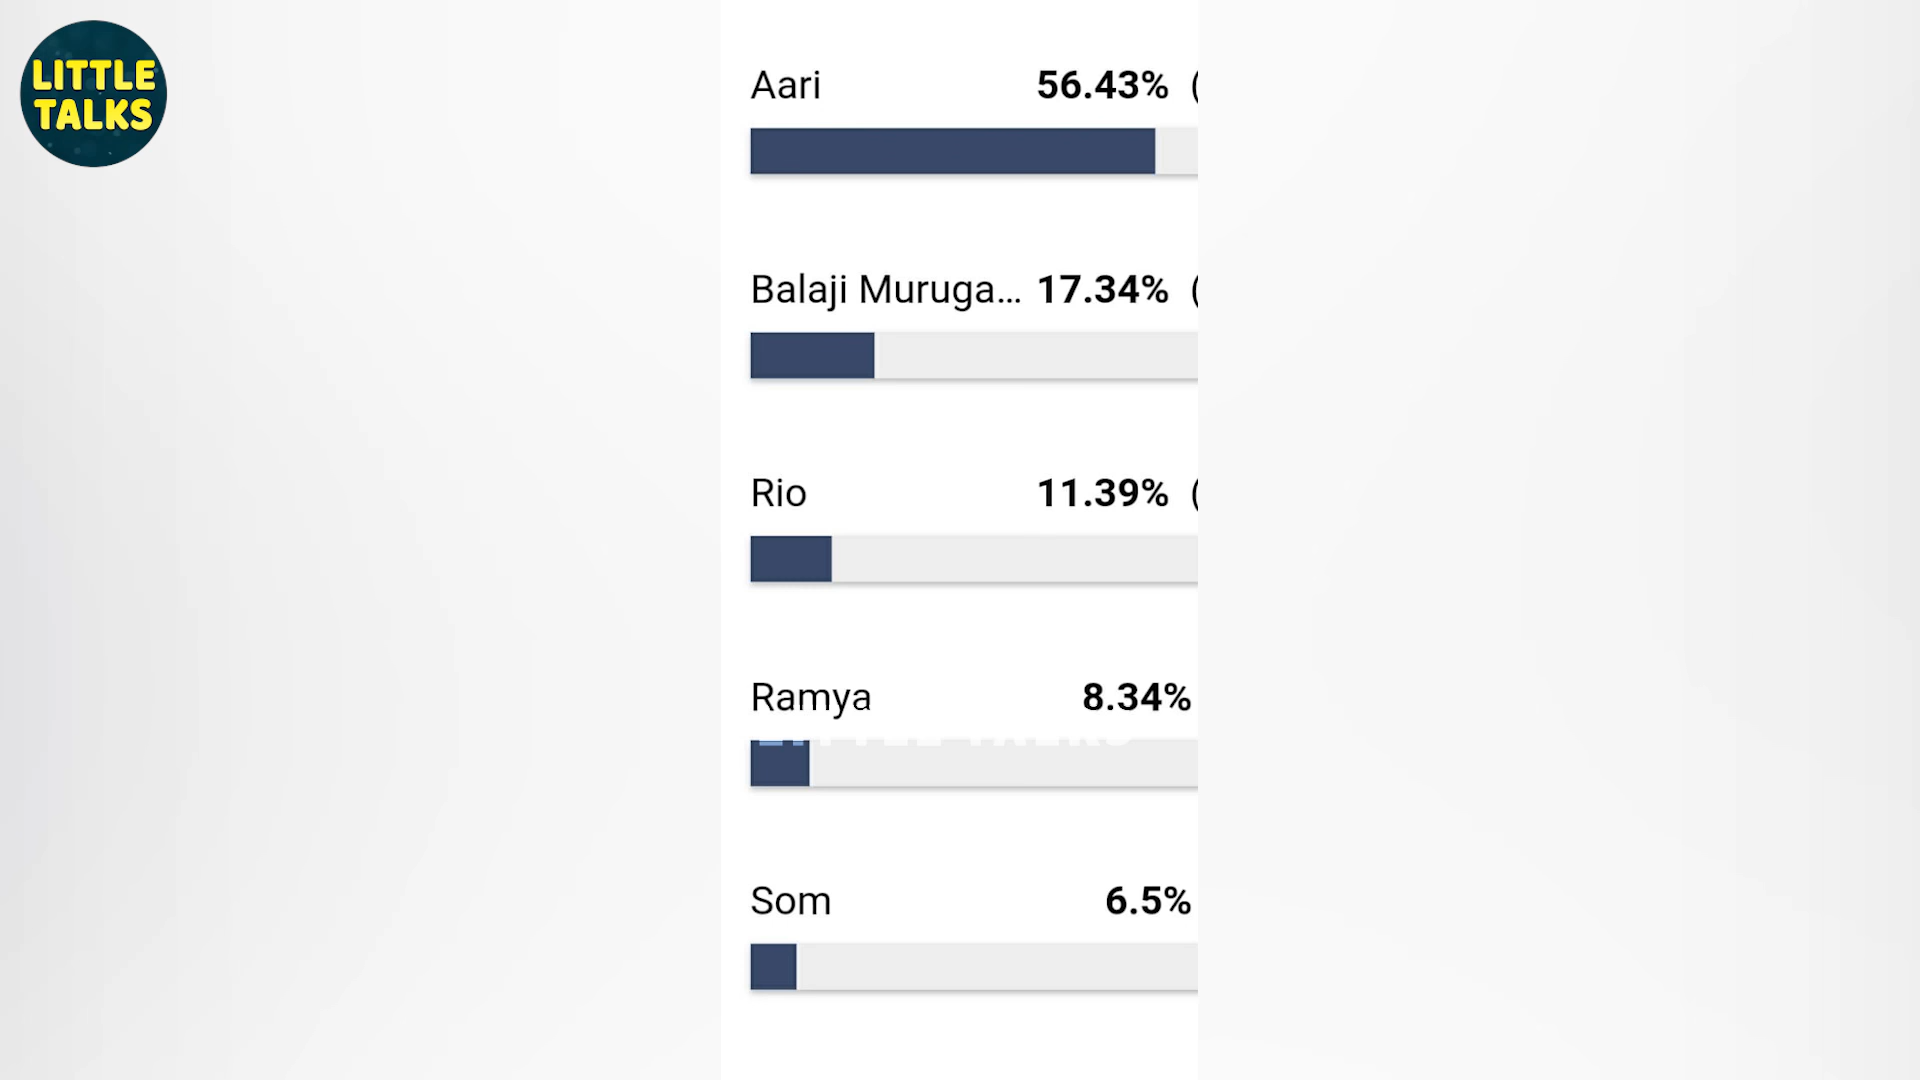 LITTLE
TALKS
Aari 56.43% (
Balaji Muruga... 17.34% (
Rio 11.39% (
Ramya 8.34%
Som 6.5%